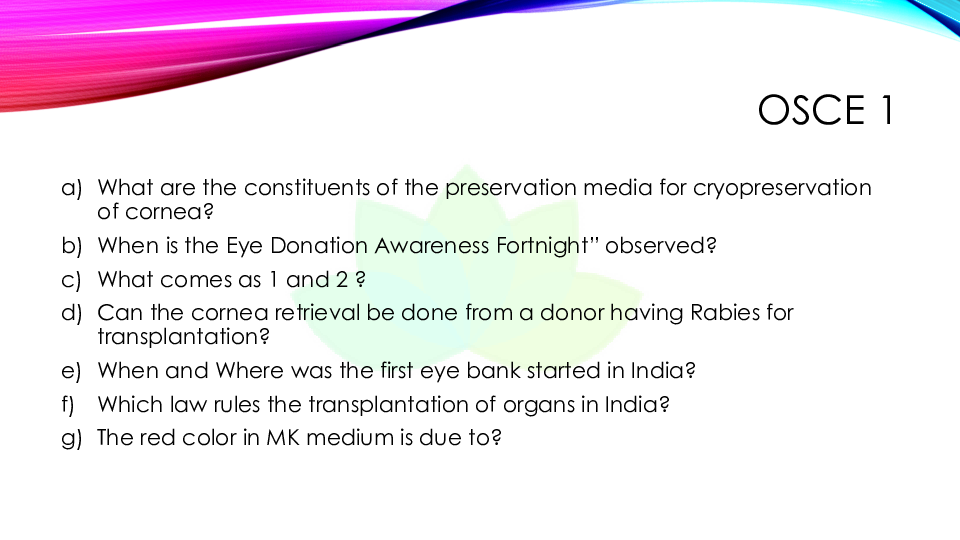 OSCE 1
a) What are the constituents of the preservation media for cryopreservation
of cornea?
b) When is the Eye Donation Awareness Fortnight” observed?
c) What comes as 1 and 2 ?
d) Can the cornea retrieval be done from a donor having Rabies for
transplantation?
e) When and Where was the first eye bank started in India?
f) Which law rules the transplantation of organs in India?
g) The red color in MK medium is due to?